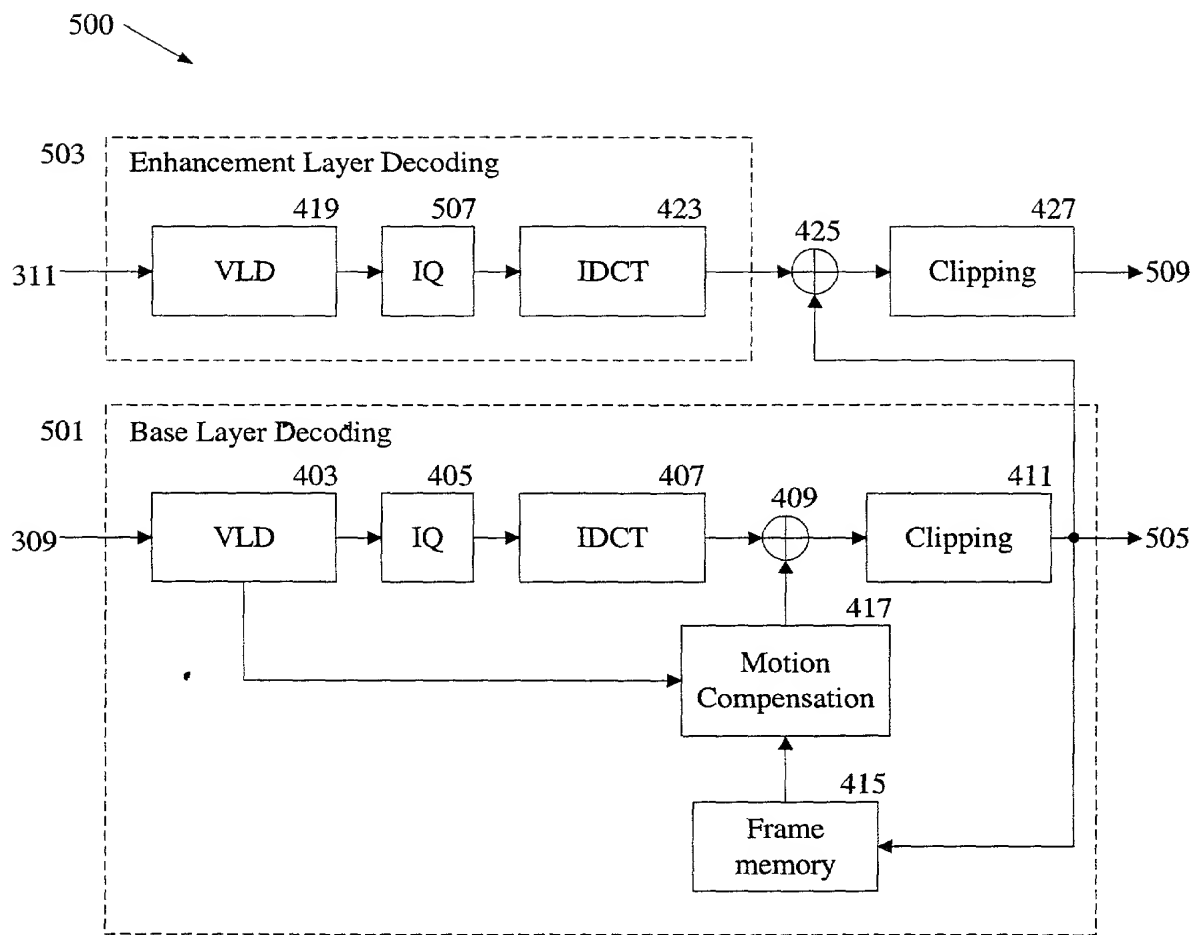 500
503
Enhancement Layer Decoding
419
507
423
425
427
311
VLD
IQ
IDCT
Clipping
509
501
Base Layer Decoding
403
405
407
409
411
309
VLD
IQ
IDCT
Clipping
505
417
Motion
Compensation
415
Frame
memory